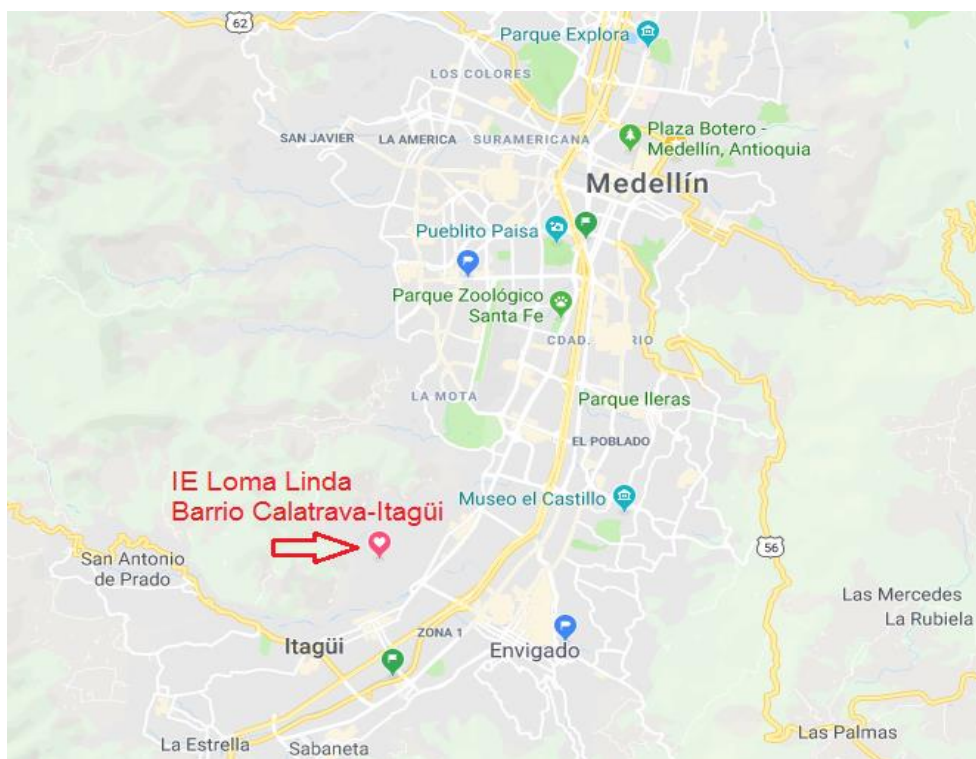 62
Parque Explora
LOS COLORES
Plaza Botero -
Medellín, Antioquia
SAN JAVIER
LA AMERICA
SURAMERICANA
Medellín
Pueblito Paisa
Parque Zoológico
Santa Fe
CDAD.
RIO
LA MOTA
Parque lleras
EL POBLADO
IE Loma Linda
Barrio Calatrava-Itagüi
Museo el Castillo
56
San Antonio
de Prado
Las Mercedes
La Rubiela
ZONA 1
Itagüi
Envigado
Las Palmas
La Estrella
Sabaneta